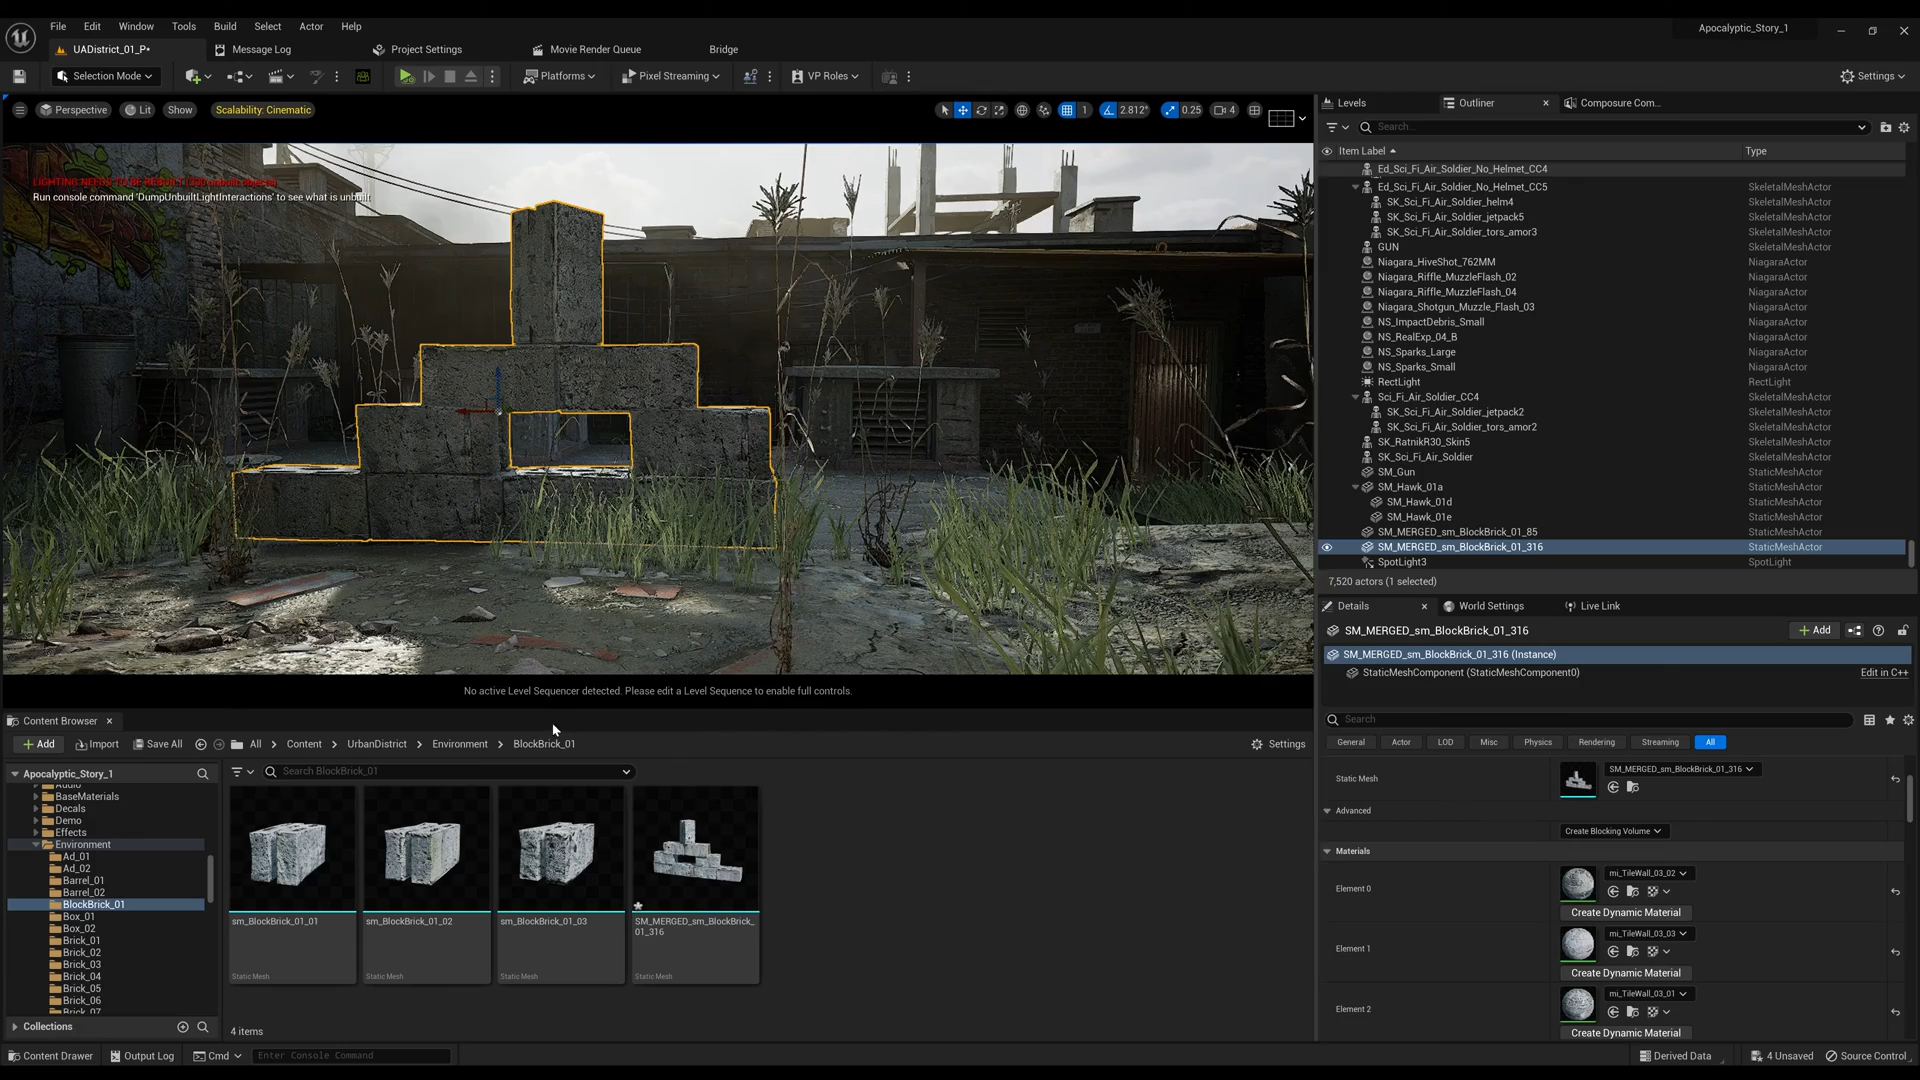 File Edit Window Tools Build Select Actor Help
Apocalyptic_Story_1
UADistrict_01_P*
Message Log
Project Settings
Movie Render Queue
Bridge
Selection Mode
Platforms
Pixel Streaming
VP Roles
Settings
Perspective
Lit
Show
Scalability: Cinematic
1
2.812°
0.25
4
Run console command 'DumpUnbuiltLightInteractions' to see what is unbuilt
No active Level Sequencer detected. Please edit a Level Sequence to enable full controls.
Levels
Outliner
Composure Com...
Search...
Item Label
Type
Ed_Sci_Fi_Air_Soldier_No_Helmet_CC4
Ed_Sci_Fi_Air_Soldier_No_Helmet_CC5 SkeletalMeshActor
SK_Sci_Fi_Air_Soldier_helm4 SkeletalMeshActor
SK_Sci_Fi_Air_Soldier_jetpack5 SkeletalMeshActor
SK_Sci_Fi_Air_Soldier_tors_amor3 SkeletalMeshActor
GUN SkeletalMeshActor
Niagara_HiveShot_762MM NiagaraActor
Niagara_Riffle_MuzzleFlash_02 NiagaraActor
Niagara_Riffle_MuzzleFlash_04 NiagaraActor
Niagara_Shotgun_Muzzle_Flash_03 NiagaraActor
NS_ImpactDebris_Small NiagaraActor
NS_RealExp_04_B NiagaraActor
NS_Sparks_Large NiagaraActor
NS_Sparks_Small NiagaraActor
RectLight RectLight
Sci_Fi_Air_Soldier_CC4 SkeletalMeshActor
SK_Sci_Fi_Air_Soldier_jetpack2 SkeletalMeshActor
SK_Sci_Fi_Air_Soldier_tors_amor2 SkeletalMeshActor
SK_RatnikR30_Skin5 SkeletalMeshActor
SK_Sci_Fi_Air_Soldier SkeletalMeshActor
SM_Gun StaticMeshActor
SM_Hawk_01a StaticMeshActor
SM_Hawk_01d StaticMeshActor
SM_Hawk_01e StaticMeshActor
SM_MERGED_sm_BlockBrick_01_85 StaticMeshActor
SM_MERGED_sm_BlockBrick_01_316 StaticMeshActor
SpotLight3 SpotLight
7,520 actors (1 selected)
Details
World Settings
Live Link
SM_MERGED_sm_BlockBrick_01_316
Add
SM_MERGED_sm_BlockBrick_01_316 (Instance)
StaticMeshComponent (StaticMeshComponent0)
Edit in C++
Search
General Actor LOD Misc Physics Rendering Streaming All
Static Mesh
SM_MERGED_sm_BlockBrick_01_316
Advanced
Create Blocking Volume
Materials
Element 0
mi_TileWall_03_02
Create Dynamic Material
Element 1
mi_TileWall_03_03
Create Dynamic Material
Element 2
mi_TileWall_03_01
Create Dynamic Material
Content Browser
Add
Import
Save All
All
Content
UrbanDistrict
Environment
BlockBrick_01
Settings
Apocalyptic_Story_1
Audio
BaseMaterials
Decals
Demo
Effects
Environment
Ad_01
Ad_02
Barrel_01
Barrel_02
BlockBrick_01
Box_01
Box_02
Brick_01
Brick_02
Brick_03
Brick_04
Brick_05
Brick_06
Brick_07
Collections
Search BlockBrick_01
sm_BlockBrick_01_01
Static Mesh
sm_BlockBrick_01_02
Static Mesh
sm_BlockBrick_01_03
Static Mesh
SM_MERGED_sm_BlockBrick_
01_316
Static Mesh
4 items
Content Drawer
Output Log
Cmd
Enter Console Command
Derived Data
4 Unsaved
Source Control